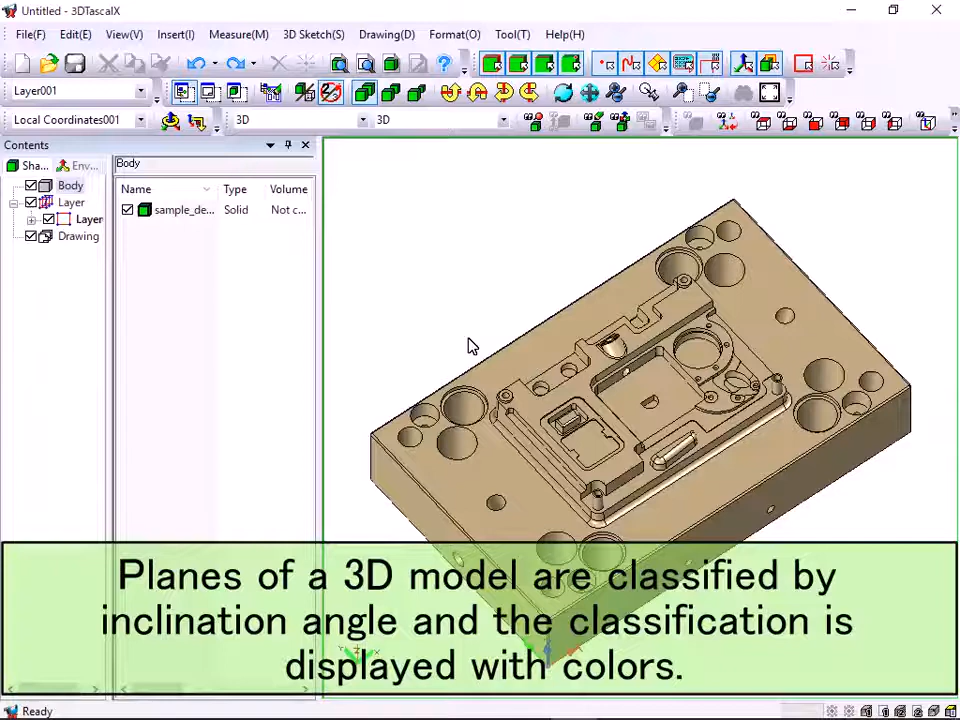 Untitled - 3DTascalX
File(F) Edit(E) View(V) Insert(I) Measure(M) 3D Sketch(S) Drawing(D) Format(O) Tool(T) Help(H)
Layer001
Local Coordinates001 3D 3D
Contents
Sha... Env...
Body
Body
Layer
Layer
Drawing
Name Type Volume
sample_de... Solid Not c...
Planes of a 3D model are classified by
inclination angle and the classification is
displayed with colors.
Ready